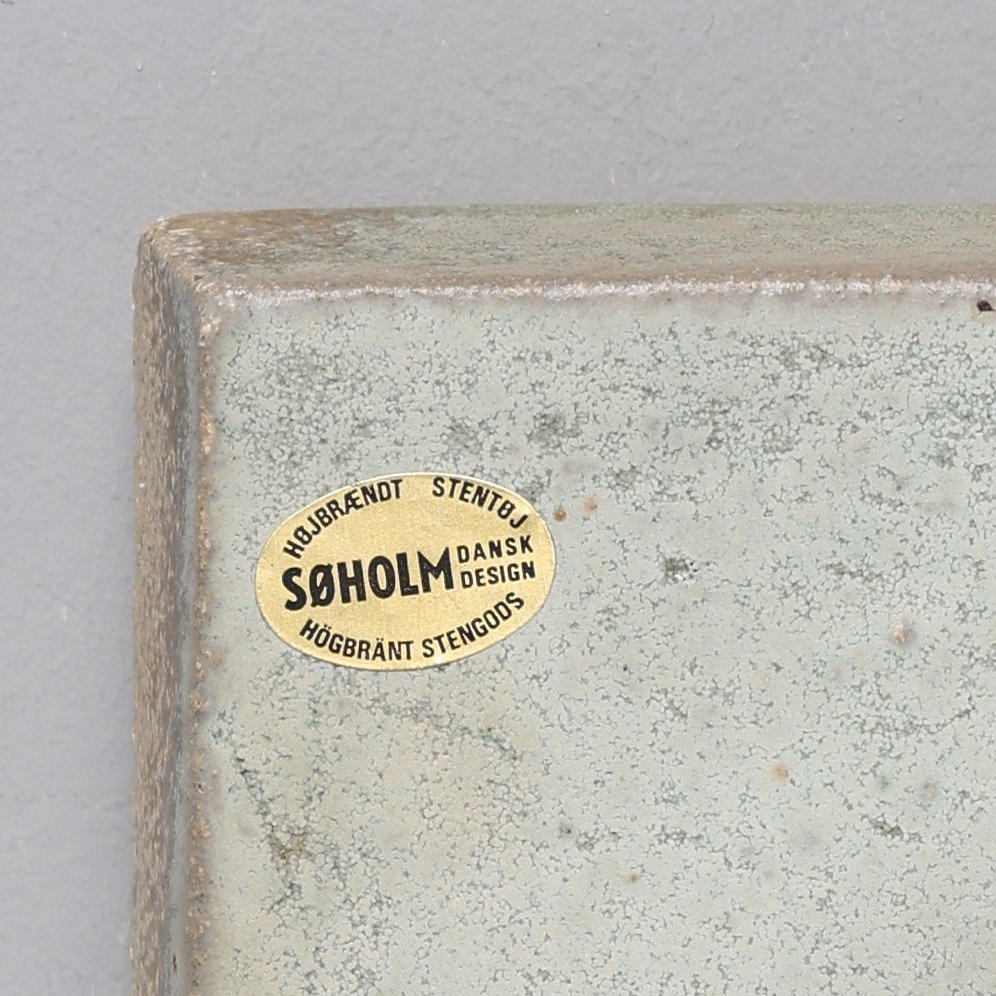 HØJBRÆNDT STENTØJ
SØHOLM
DANSK
DESIGN
HÖGBRÄNT STENGODS